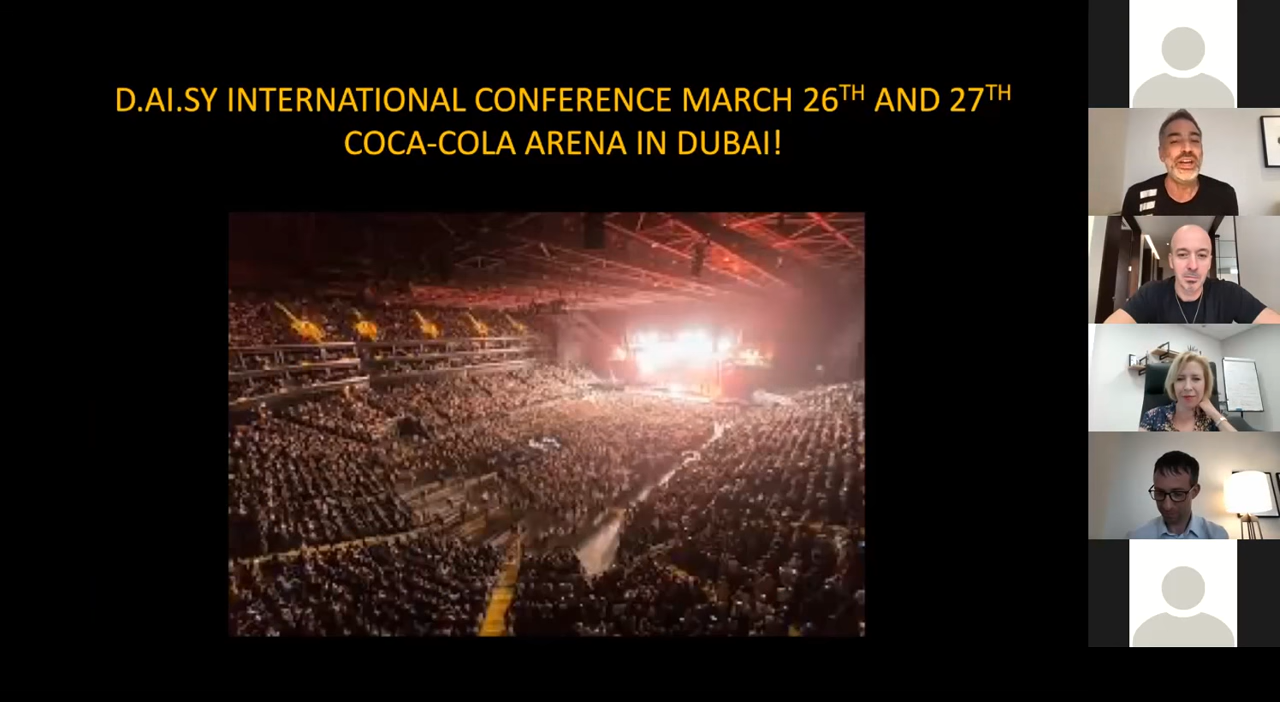 D.AI.SY INTERNATIONAL CONFERENCE MARCH 26TH AND 27TH
COCA-COLA ARENA IN DUBAI!